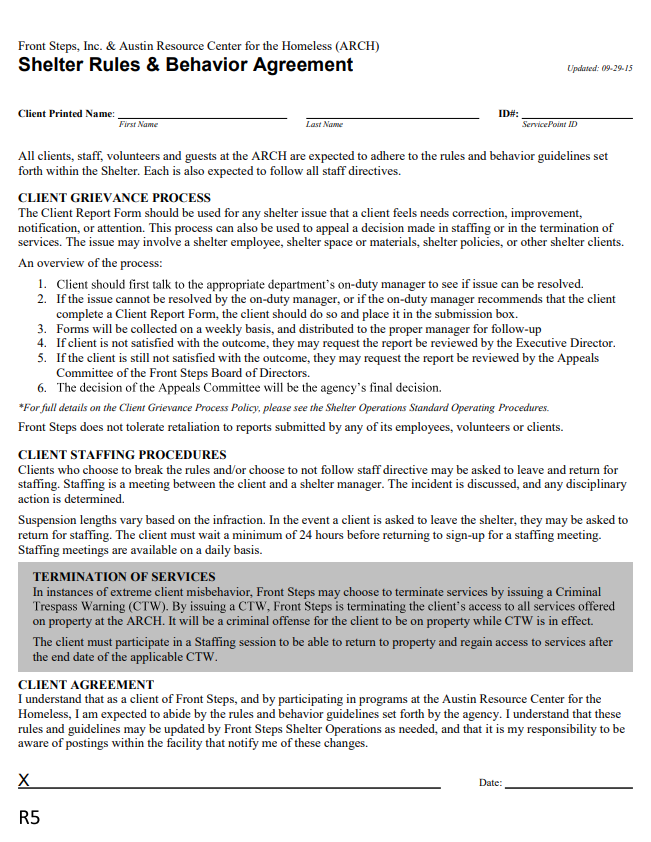 Front Steps, Inc. & Austin Resource Center for the Homeless (ARCH)
Shelter Rules & Behavior Agreement
Updated: 09-29-15
Client Printed Name:
ID#:
First Name
Last Name
ServicePoint ID
All clients, staff, volunteers and guests at the ARCH are expected to adhere to the rules and behavior guidelines set
forth within the Shelter. Each is also expected to follow all staff directives.
CLIENT GRIEVANCE PROCESS
The Client Report Form should be used for any shelter issue that a client feels needs correction, improvement,
notification, or attention. This process can also be used to appeal a decision made in staffing or in the termination of
services. The issue may involve a shelter employee, shelter space or materials, shelter policies, or other shelter clients.
An overview of the process:
1. Client should first talk to the appropriate department's on-duty manager to see if issue can be resolved.
2. If the issue cannot be resolved by the on-duty manager, or if the on-duty manager recommends that the client
complete a Client Report Form, the client should do so and place it in the submission box.
3. Forms will be collected on a weekly basis, and distributed to the proper manager for follow-up
4. If client is not satisfied with the outcome, they may request the report be reviewed by the Executive Director.
5. If the client is still not satisfied with the outcome, they may request the report be reviewed by the Appeals
Committee of the Front Steps Board of Directors.
6. The decision of the Appeals Committee will be the agency's final decision.
*For full details on the Client Grievance Process Policy, please see the Shelter Operations Standard Operating Procedures.
Front Steps does not tolerate retaliation to reports submitted by any of its employees, volunteers or clients.
CLIENT STAFFING PROCEDURES
Clients who choose to break the rules and/or choose to not follow staff directive may be asked to leave and return for
staffing. Staffing is a meeting between the client and a shelter manager. The incident is discussed, and any disciplinary
action is determined.
Suspension lengths vary based on the infraction. In the event a client is asked to leave the shelter, they may be asked to
return for staffing. The client must wait a minimum of 24 hours before returning to sign-up for a staffing meeting.
Staffing meetings are available on a daily basis.
TERMINATION OF SERVICES
In instances of extreme client misbehavior, Front Steps may choose to terminate services by issuing a Criminal
Trespass Warning (CTW). By issuing a CTW, Front Steps is terminating the client's access to all services offered
on property at the ARCH. It will be a criminal offense for the client to be on property while CTW is in effect.
The client must participate in a Staffing session to be able to return to property and regain access to services after
the end date of the applicable CTW.
CLIENT AGREEMENT
I understand that as a client of Front Steps, and by participating in programs at the Austin Resource Center for the
Homeless, I am expected to abide by the rules and behavior guidelines set forth by the agency. I understand that these
rules and guidelines may be updated by Front Steps Shelter Operations as needed, and that it is my responsibility to be
aware of postings within the facility that notify me of these changes.
X
Date:
R5